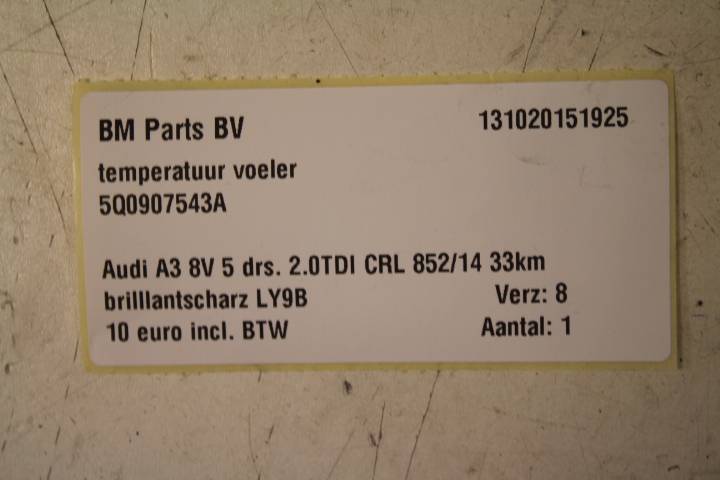 BM Parts BV 131020151925
temperatuur voeler
5Q0907543A
Audi A3 8V 5 drs. 2.0TDI CRL 852/14 33km
brilllantscharz LY9B Verz: 8
10 euro incl. BTW Aantal: 1